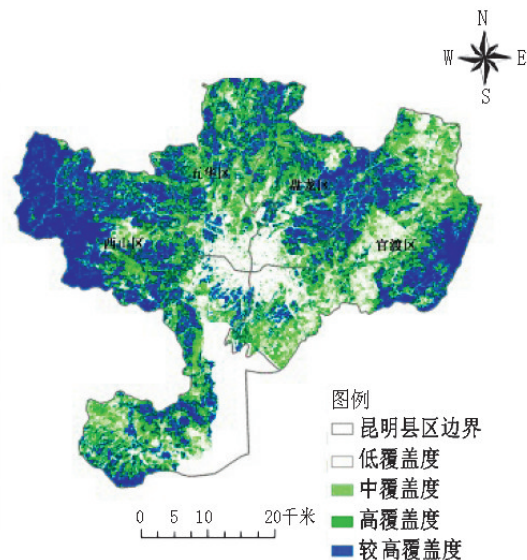 N
W E
S
五华区
盘龙区
西山区
官渡区
图例
昆明县区边界
低覆盖度
中覆盖度
高覆盖度
较高覆盖度
0 5 10 20千米